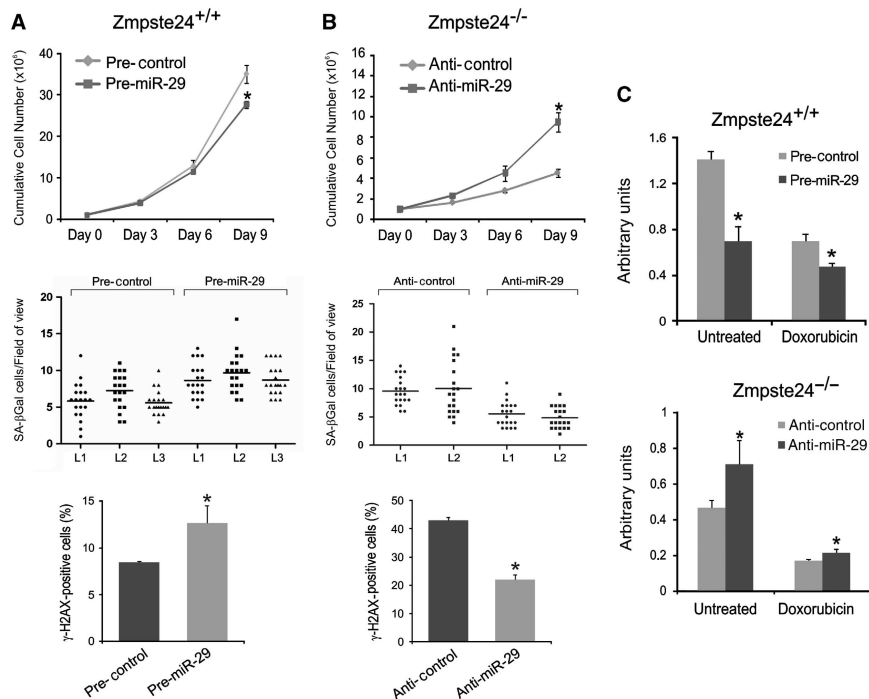 A
Zmpste24+/+
Cumulative Cell Number (x10⁶)
40
30
20
10
0
Pre-control
Pre-miR-29
*
Day 0 Day 3 Day 6 Day 9
SA-βGal cells/Field of view
Pre-control Pre-miR-29
20
15
10
5
0
L1 L2 L3 L1 L2 L3
γ-H2AX-positive cells (%)
15
10
5
0
*
Pre-control Pre-miR-29
B
Zmpste24-/-
Cumulative Cell Number (x10⁶)
16
14
12
10
8
6
4
2
0
Anti-control
Anti-miR-29
*
Day 0 Day 3 Day 6 Day 9
SA-βGal cells/Field of view
Anti-control Anti-miR-29
25
20
15
10
5
0
L1 L2 L1 L2
γ-H2AX-positive cells (%)
50
40
30
20
10
0
*
Anti-control Anti-miR-29
C
Zmpste24+/+
Arbitrary units
1.6
1.2
0.8
0.4
0
Pre-control
Pre-miR-29
* *
Untreated Doxorubicin
Zmpste24−/−
Arbitrary units
1
0.8
0.6
0.4
0.2
0
Anti-control
Anti-miR-29
* *
Untreated Doxorubicin